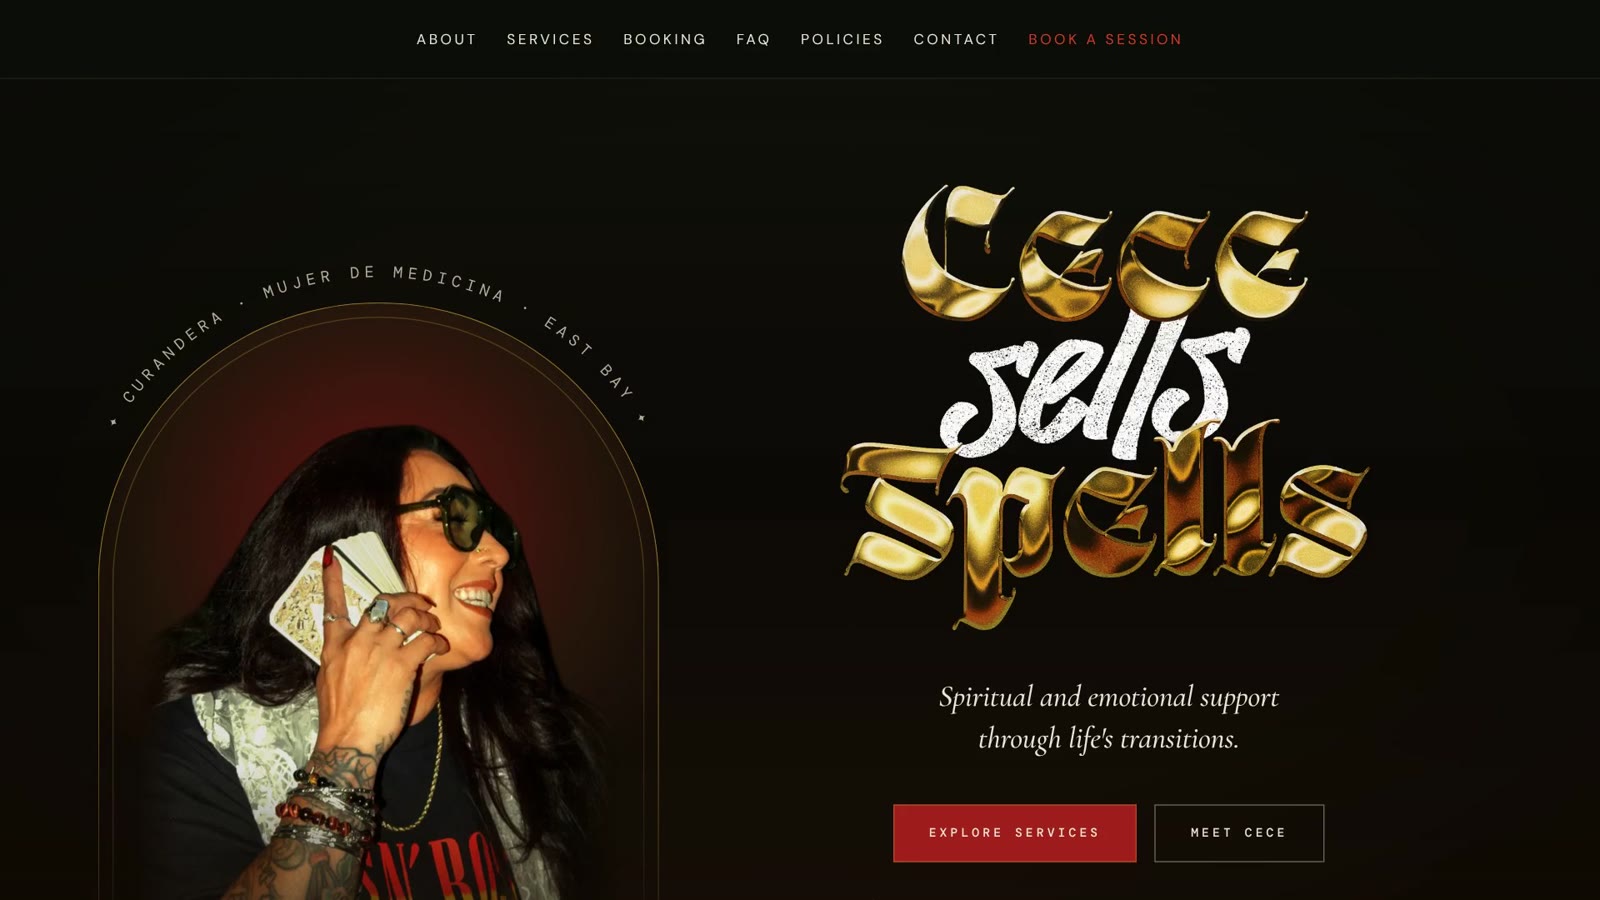 ABOUT SERVICES BOOKING FAQ POLICIES CONTACT BOOK A SESSION
✦ CURANDERA · MUJER DE MEDICINA · EAST BAY ✦
Cece
sells
Spells
Spiritual and emotional support
through life's transitions.
EXPLORE SERVICES
MEET CECE